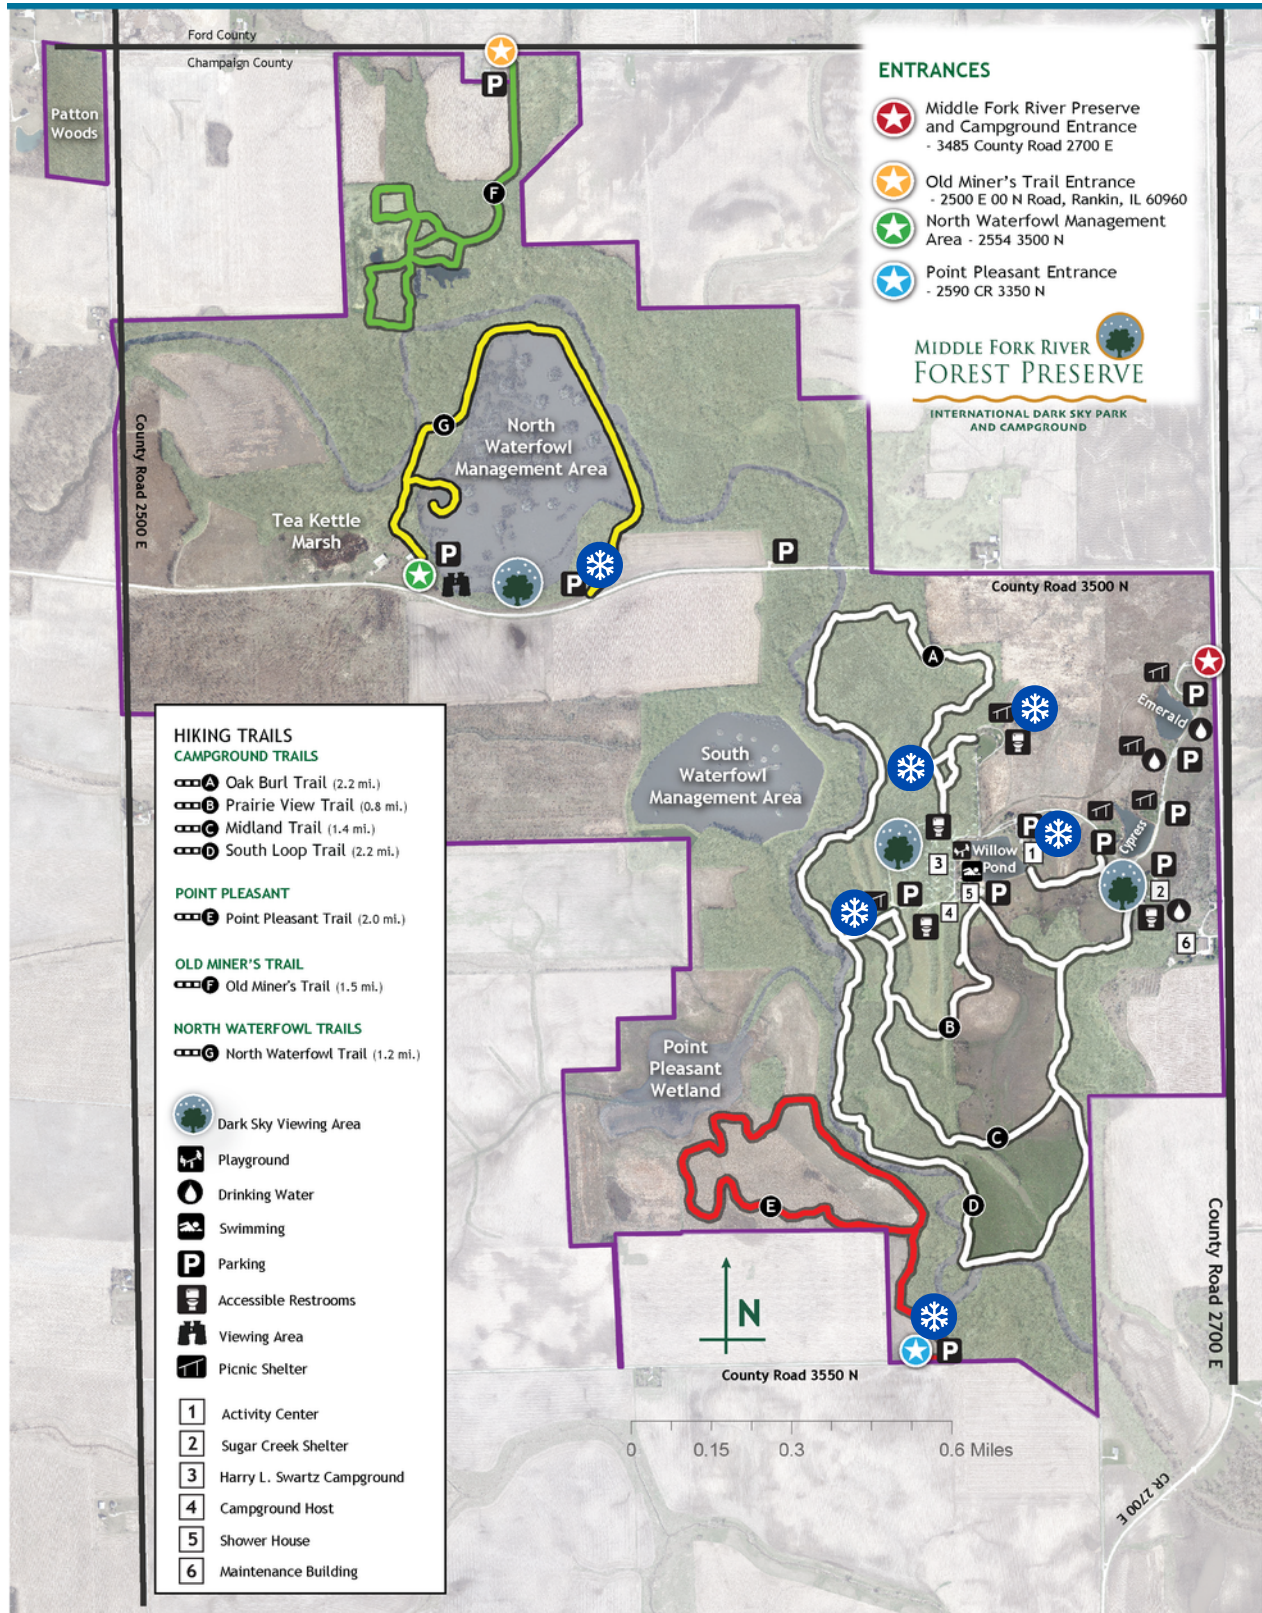 Ford County
Champaign County
Patton
Woods
P
F
ENTRANCES
Middle Fork River Preserve
and Campground Entrance
- 3485 County Road 2700 E
Old Miner's Trail Entrance
- 2500 E 00 N Road, Rankin, IL 60960
North Waterfowl Management
Area - 2554 3500 N
Point Pleasant Entrance
- 2590 CR 3350 N
MIDDLE FORK RIVER
FOREST PRESERVE
INTERNATIONAL DARK SKY PARK
AND CAMPGROUND
County Road 2500 E
G
North
Waterfowl
Management Area
Tea Kettle
Marsh
P
P
P
County Road 3500 N
A
P
Emerald
P
South
Waterfowl
Management Area
P
P
Cypress
P
1
Willow
Pond
3
P
2
P
5
P
4
6
B
Point
Pleasant
Wetland
C
E
D
County Road 2700 E
N
P
County Road 3550 N
0
0.15
0.3
0.6 Miles
CR 2700 E
HIKING TRAILS
CAMPGROUND TRAILS
A Oak Burl Trail (2.2 mi.)
B Prairie View Trail (0.8 mi.)
C Midland Trail (1.4 mi.)
D South Loop Trail (2.2 mi.)
POINT PLEASANT
E Point Pleasant Trail (2.0 mi.)
OLD MINER'S TRAIL
F Old Miner's Trail (1.5 mi.)
NORTH WATERFOWL TRAILS
G North Waterfowl Trail (1.2 mi.)
Dark Sky Viewing Area
Playground
Drinking Water
Swimming
P Parking
Accessible Restrooms
Viewing Area
Picnic Shelter
1 Activity Center
2 Sugar Creek Shelter
3 Harry L. Swartz Campground
4 Campground Host
5 Shower House
6 Maintenance Building